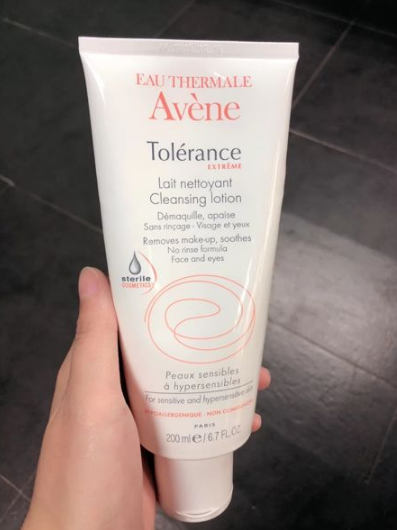 EAU THERMALE
Avène
Tolérance
EXTRÊME
Lait nettoyant
Cleansing lotion
Démaquille, apaise
Sans rinçage - Visage et yeux
Removes make-up, soothes
No rinse formula
Face and eyes
sterile
COSMETICS
Peaux sensibles
à hypersensibles
For sensitive and hypersensitive skin
HYPOALLERGÉNIQUE - NON
PARIS
200 ml e / 6.7 FL.OZ.